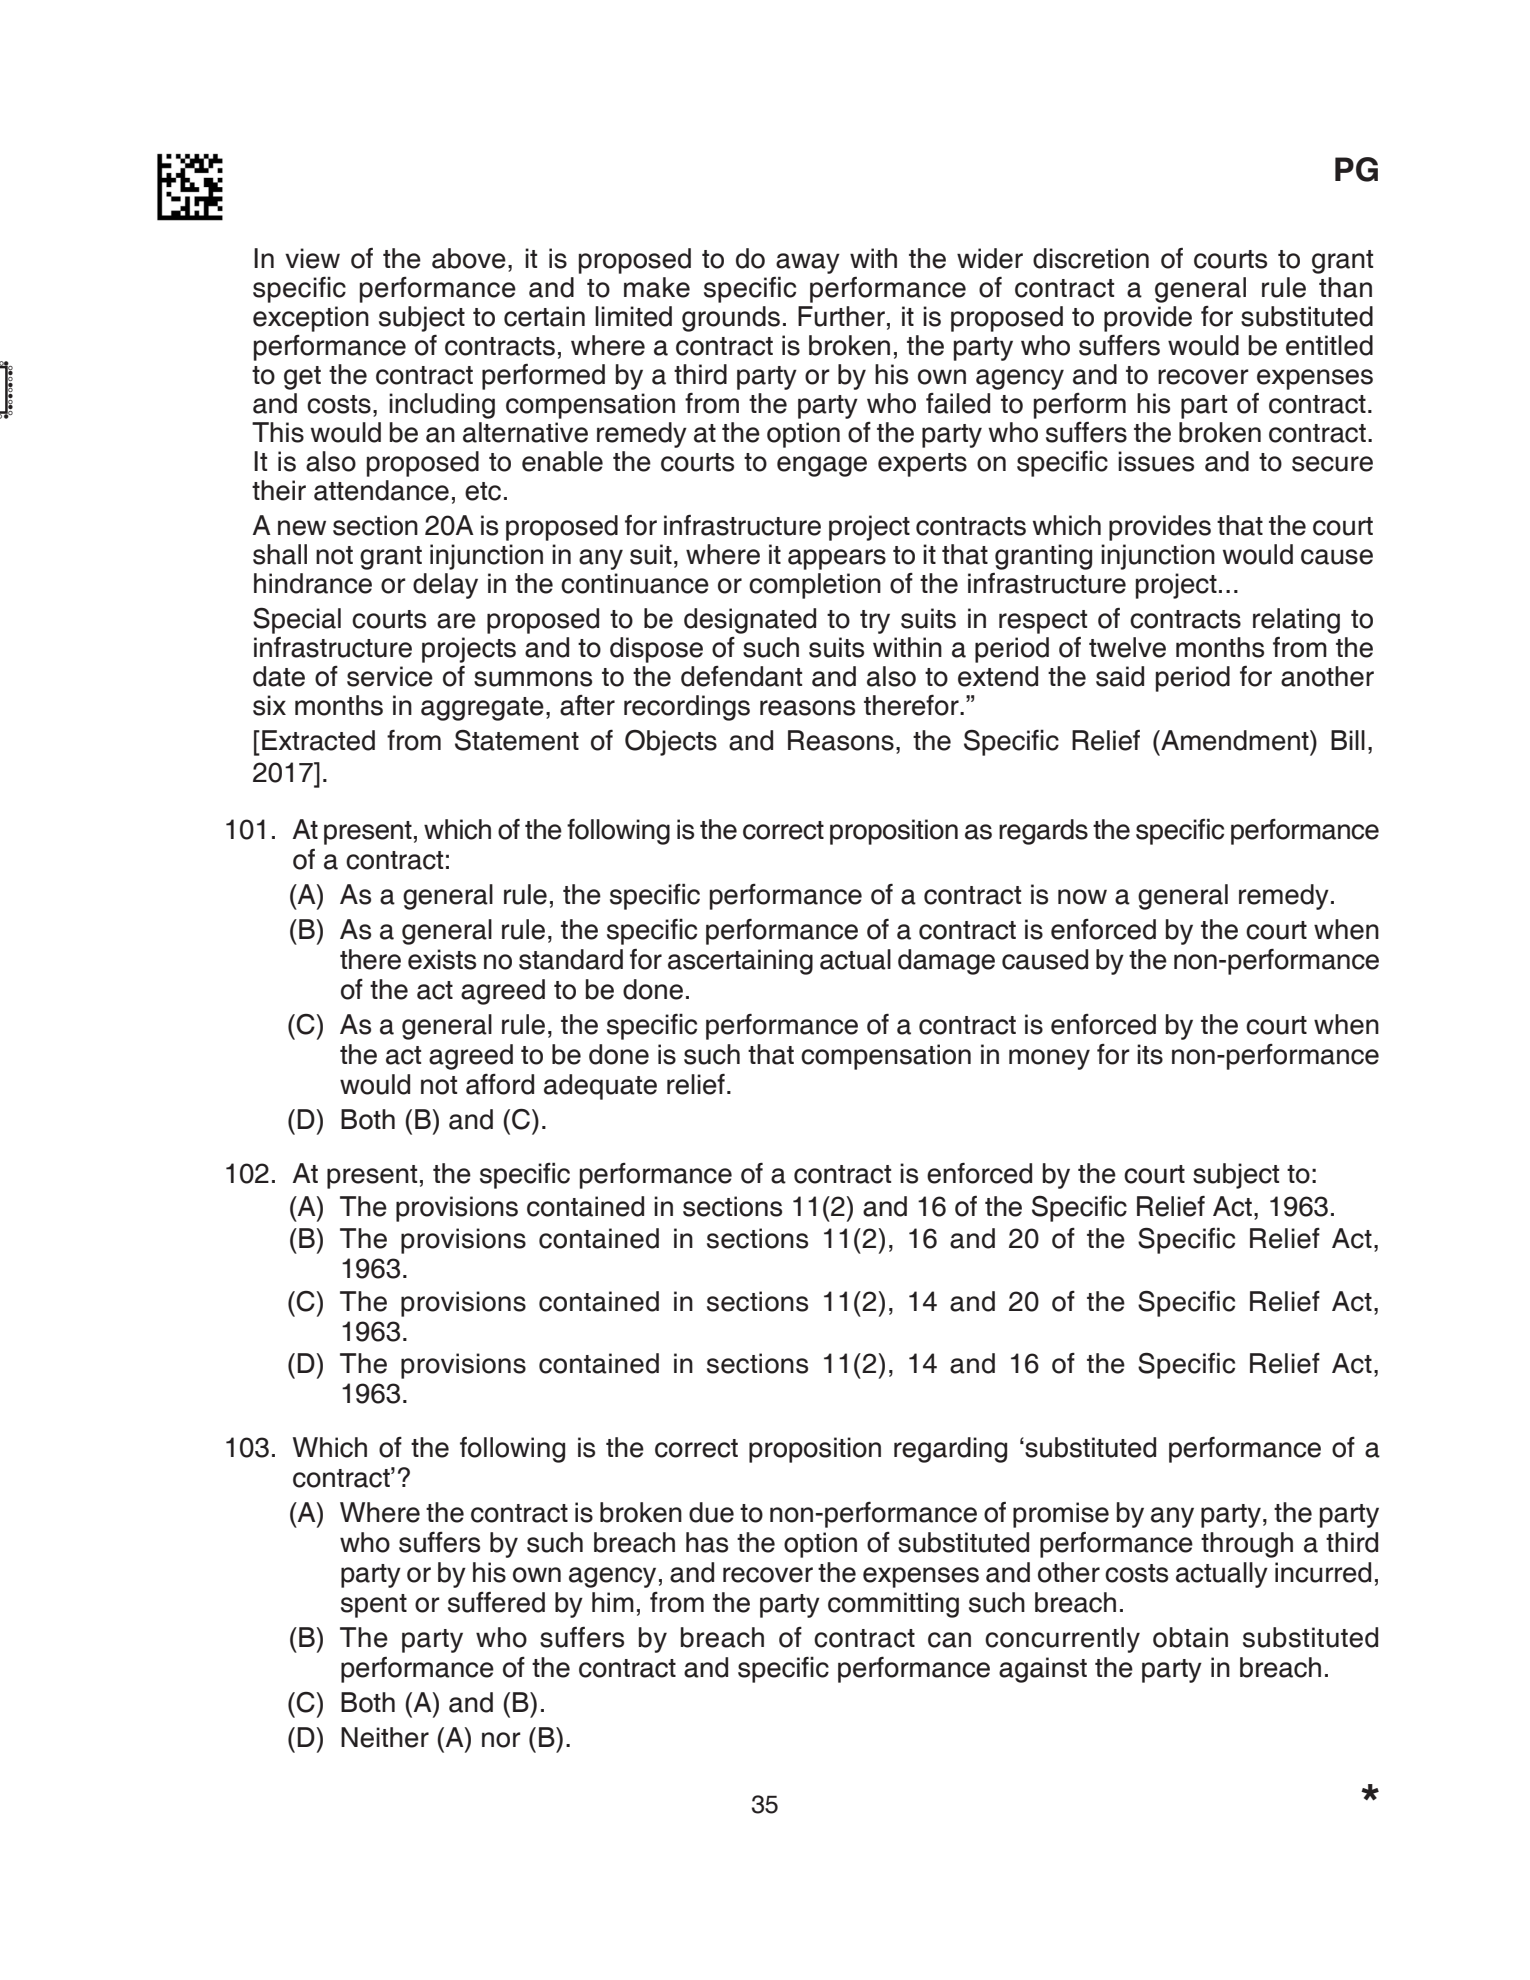 PG
In view of the above, it is proposed to do away with the wider discretion of courts to grant
specific performance and to make specific performance of contract a general rule than
exception subject to certain limited grounds. Further, it is proposed to provide for substituted
performance of contracts, where a contract is broken, the party who suffers would be entitled
to get the contract performed by a third party or by his own agency and to recover expenses
and costs, including compensation from the party who failed to perform his part of contract.
This would be an alternative remedy at the option of the party who suffers the broken contract.
It is also proposed to enable the courts to engage experts on specific issues and to secure
their attendance, etc.
A new section 20A is proposed for infrastructure project contracts which provides that the court
shall not grant injunction in any suit, where it appears to it that granting injunction would cause
hindrance or delay in the continuance or completion of the infrastructure project...
Special courts are proposed to be designated to try suits in respect of contracts relating to
infrastructure projects and to dispose of such suits within a period of twelve months from the
date of service of summons to the defendant and also to extend the said period for another
six months in aggregate, after recordings reasons therefor.”
[Extracted from Statement of Objects and Reasons, the Specific Relief (Amendment) Bill,
2017].
101. At present, which of the following is the correct proposition as regards the specific performance
of a contract:
(A) As a general rule, the specific performance of a contract is now a general remedy.
(B) As a general rule, the specific performance of a contract is enforced by the court when
there exists no standard for ascertaining actual damage caused by the non-performance
of the act agreed to be done.
(C) As a general rule, the specific performance of a contract is enforced by the court when
the act agreed to be done is such that compensation in money for its non-performance
would not afford adequate relief.
(D) Both (B) and (C).
102. At present, the specific performance of a contract is enforced by the court subject to:
(A) The provisions contained in sections 11(2) and 16 of the Specific Relief Act, 1963.
(B) The provisions contained in sections 11(2), 16 and 20 of the Specific Relief Act,
1963.
(C) The provisions contained in sections 11(2), 14 and 20 of the Specific Relief Act,
1963.
(D) The provisions contained in sections 11(2), 14 and 16 of the Specific Relief Act,
1963.
103. Which of the following is the correct proposition regarding ‘substituted performance of a
contract’?
(A) Where the contract is broken due to non-performance of promise by any party, the party
who suffers by such breach has the option of substituted performance through a third
party or by his own agency, and recover the expenses and other costs actually incurred,
spent or suffered by him, from the party committing such breach.
(B) The party who suffers by breach of contract can concurrently obtain substituted
performance of the contract and specific performance against the party in breach.
(C) Both (A) and (B).
(D) Neither (A) nor (B).
35
*